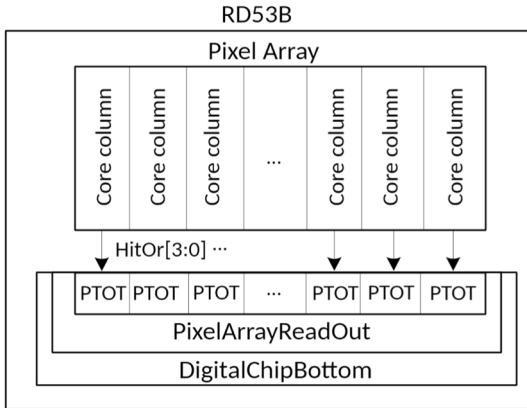 RD53B
Pixel Array
Core column Core column Core column ... Core column Core column Core column
HitOr[3:0] ...
PTOT PTOT PTOT ... PTOT PTOT PTOT
PixelArrayReadOut
DigitalChipBottom